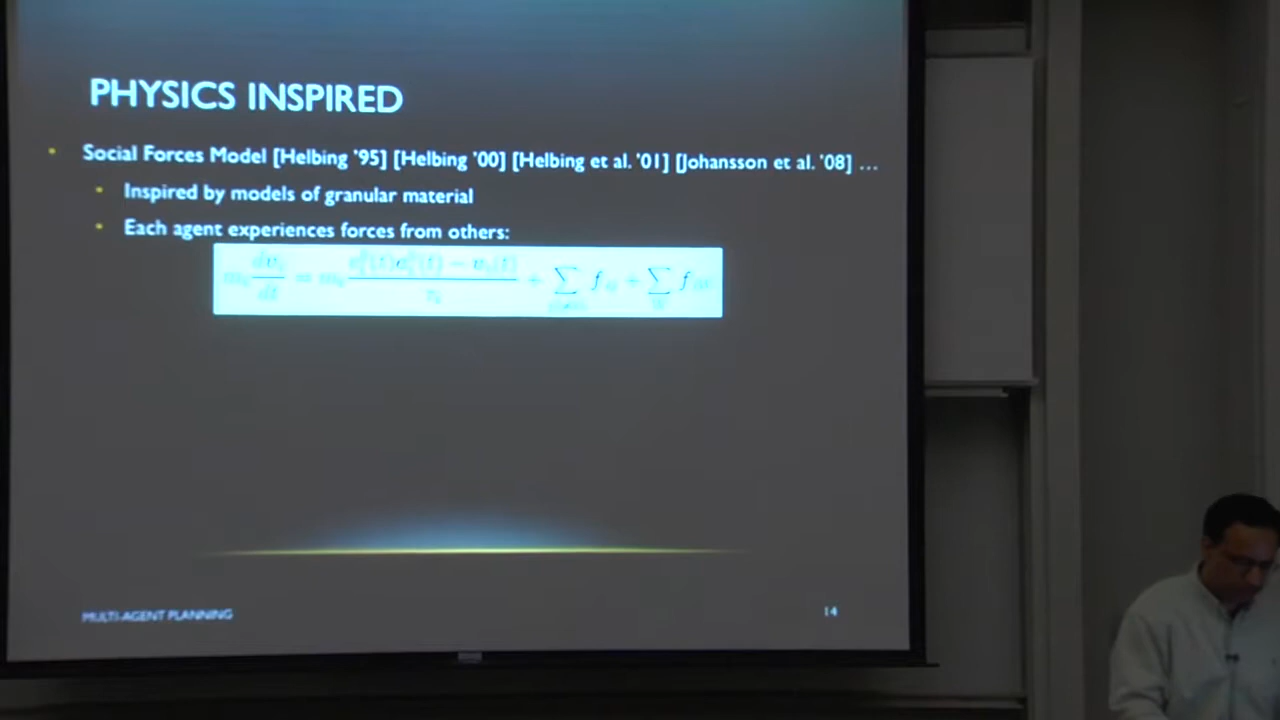 PHYSICS INSPIRED
• Social Forces Model [Helbing '95] [Helbing '00] [Helbing et al. '01] [Johansson et al. '08] …
• Inspired by models of granular material
• Each agent experiences forces from others:
MULTI-AGENT PLANNING
14